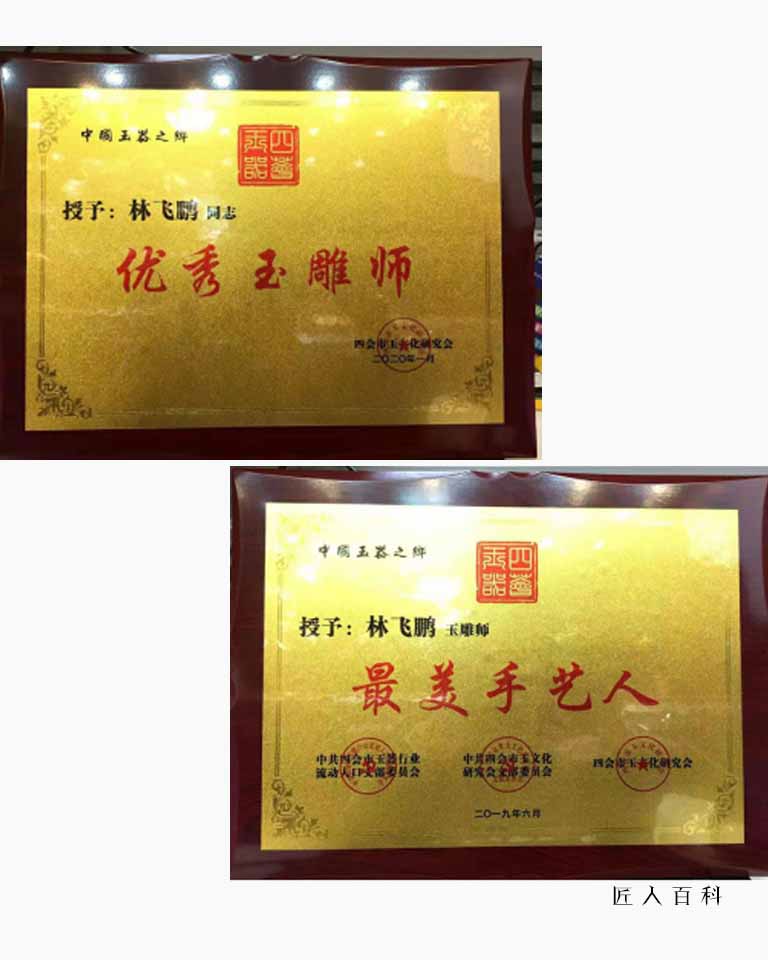 中國玉器之鄉
四薈
玉器
授予：林飞鹏 同志
优秀玉雕师
四会市玉文化研究会
二〇二〇年一月
中國玉器之鄉
四薈
玉器
授予：林飞鹏 玉雕师
最美手艺人
中共四会市玉器行业
流动人口支部委员会
中共四会市玉文化
研究会支部委员会
四会市玉文化研究会
二〇一九年六月
匠人百科